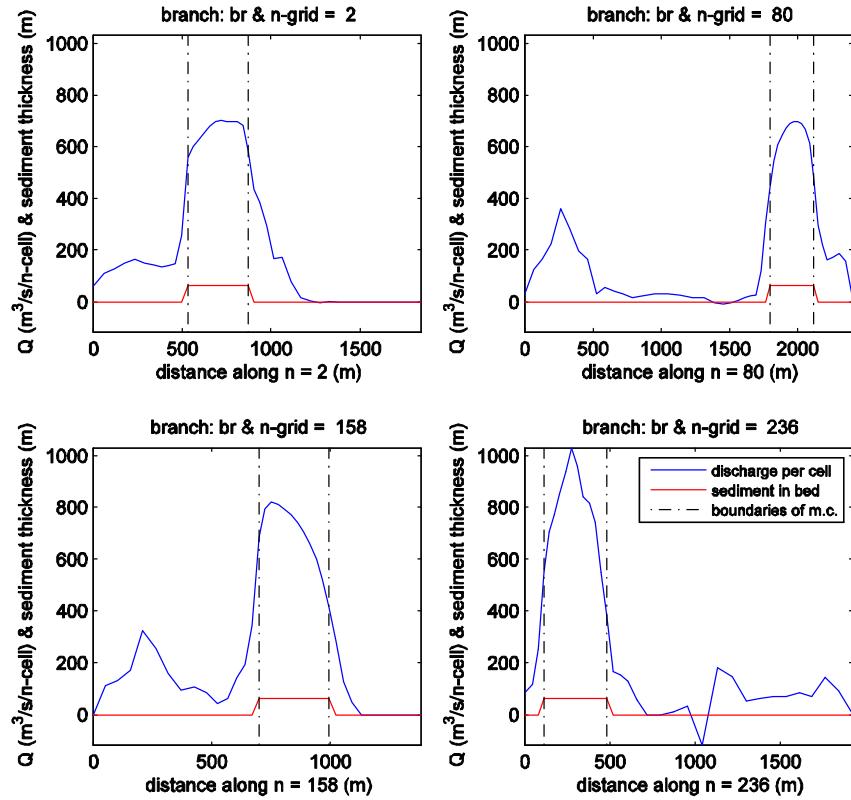 branch: br & n-grid = 2
Q (m³/s/n-cell) & sediment thickness (m)
1000
800
600
400
200
0
0 500 1000 1500
distance along n = 2 (m)
branch: br & n-grid = 80
Q (m³/s/n-cell) & sediment thickness (m)
1000
800
600
400
200
0
0 500 1000 1500 2000
distance along n = 80 (m)
branch: br & n-grid = 158
Q (m³/s/n-cell) & sediment thickness (m)
1000
800
600
400
200
0
0 500 1000
distance along n = 158 (m)
branch: br & n-grid = 236
Q (m³/s/n-cell) & sediment thickness (m)
1000
800
600
400
200
0
discharge per cell
sediment in bed
boundaries of m.c.
0 500 1000 1500
distance along n = 236 (m)